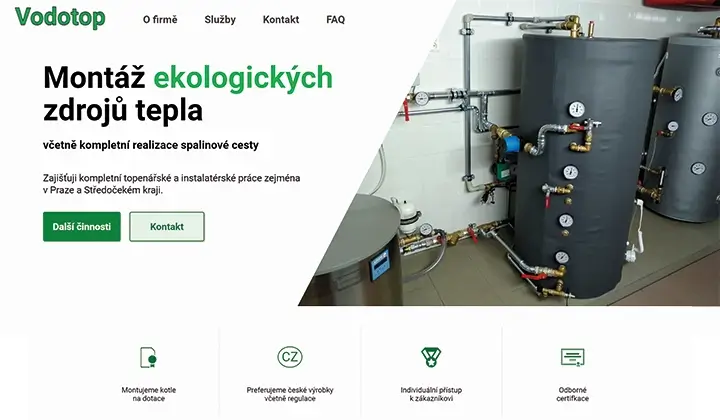 Vodotop
O firmě
Služby
Kontakt
FAQ
Montáž ekologických
zdrojů tepla
včetně kompletní realizace spalinové cesty
Zajišťuji kompletní topenářské a instalatérské práce zejména
v Praze a Středočekém kraji.
Další činnosti
Kontakt
CZ
Montujeme kotle
na dotace
Preferujeme české výrobky
včetně regulace
Individuální přístup
k zákazníkovi
Odborné
certifkace